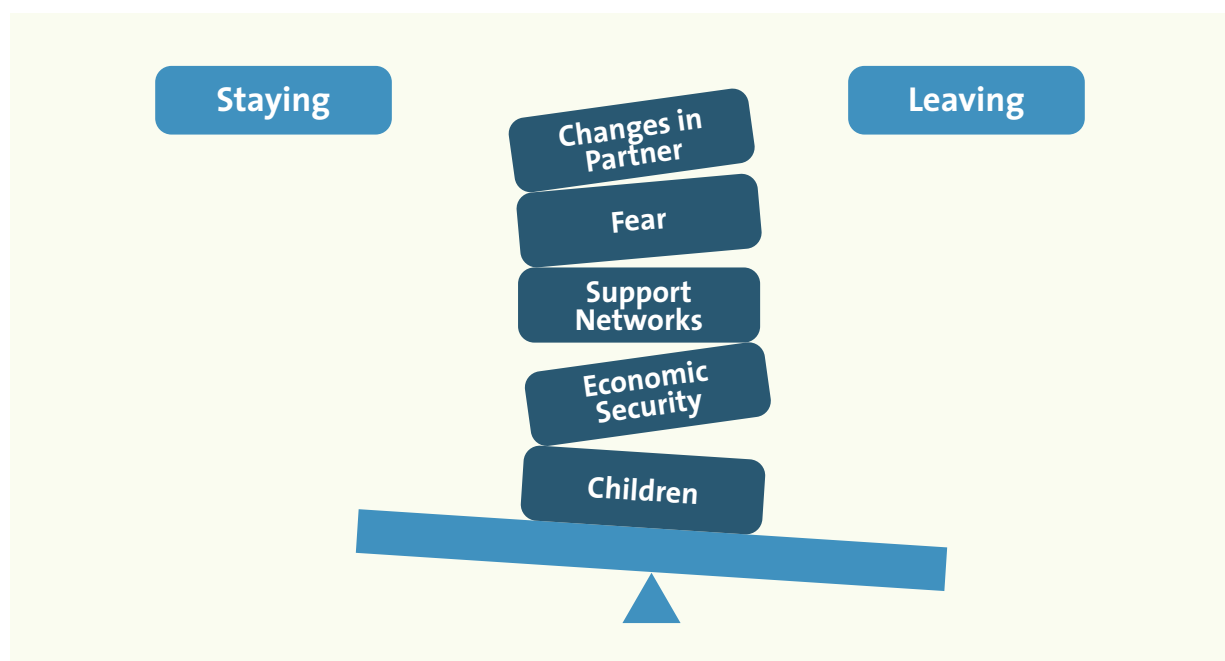 Staying
Leaving
Changes in
Partner
Fear
Support
Networks
Economic
Security
Children